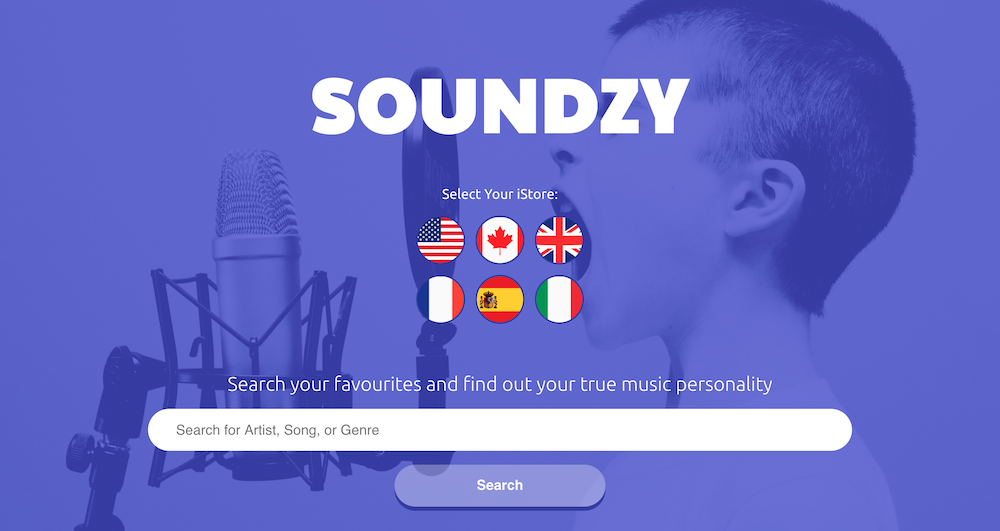 SOUNDZY
Select Your iStore:
Search your favourites and find out your true music personality
Search for Artist, Song, or Genre
Search